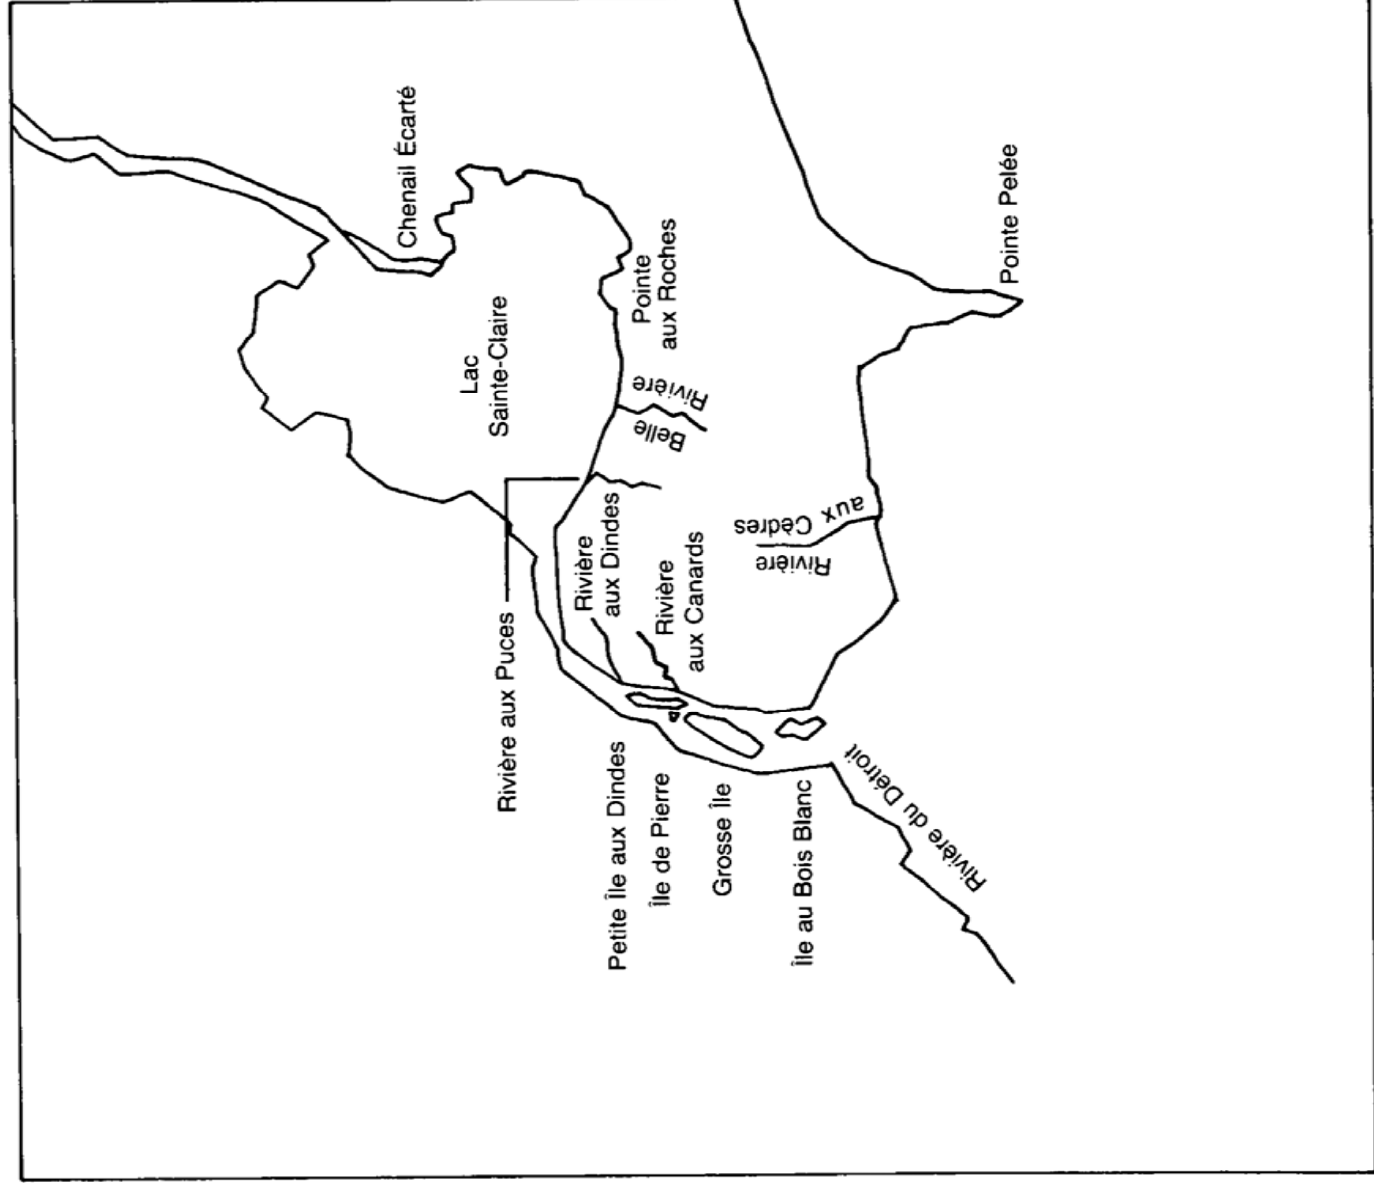 Chenail Écarté
Lac
Sainte-Claire
Pointe
aux Roches
Pointe Pelée
Belle
Rivière
Rivière aux Puces
Rivière
aux Dindes
Rivière
aux Canards
Rivière
aux Cèdres
Petite Île aux Dindes
Île de Pierre
Grosse Île
Île au Bois Blanc
Rivière du Détroit